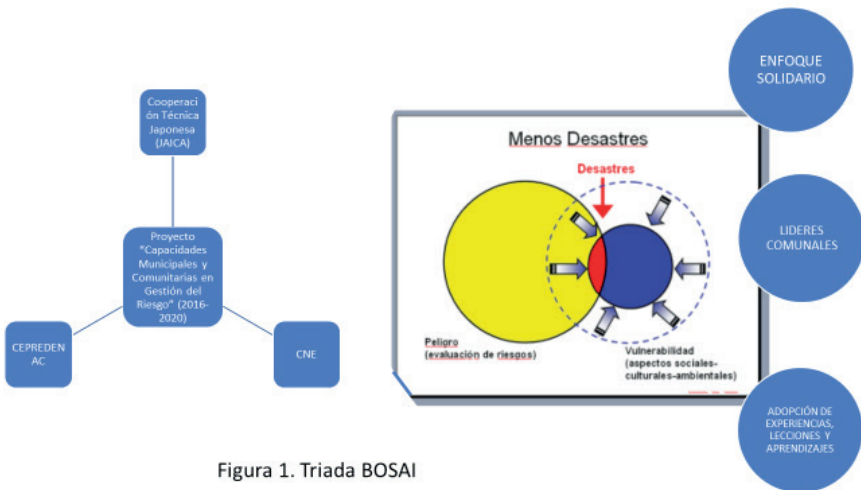 Cooperaci
ón Técnica
Japonesa
(JAICA)
Proyecto
"Capacidades
Municipales y
Comunitarias en
Gestión del
Riesgo" (2016-
2020)
CEPREDEN
AC
CNE
Menos Desastres
Desastres
Peligro
(evaluación de riespos)
Vulnerabilidad
(aspectos sociales-
culturales-ambientales)
ENFOQUE
SOLIDARIO
LIDERES
COMUNALES
ADOPCIÓN DE
EXPERIENCIAS,
LECCIONES Y
APRENDIZAJES
Figura 1. Triada BOSAI